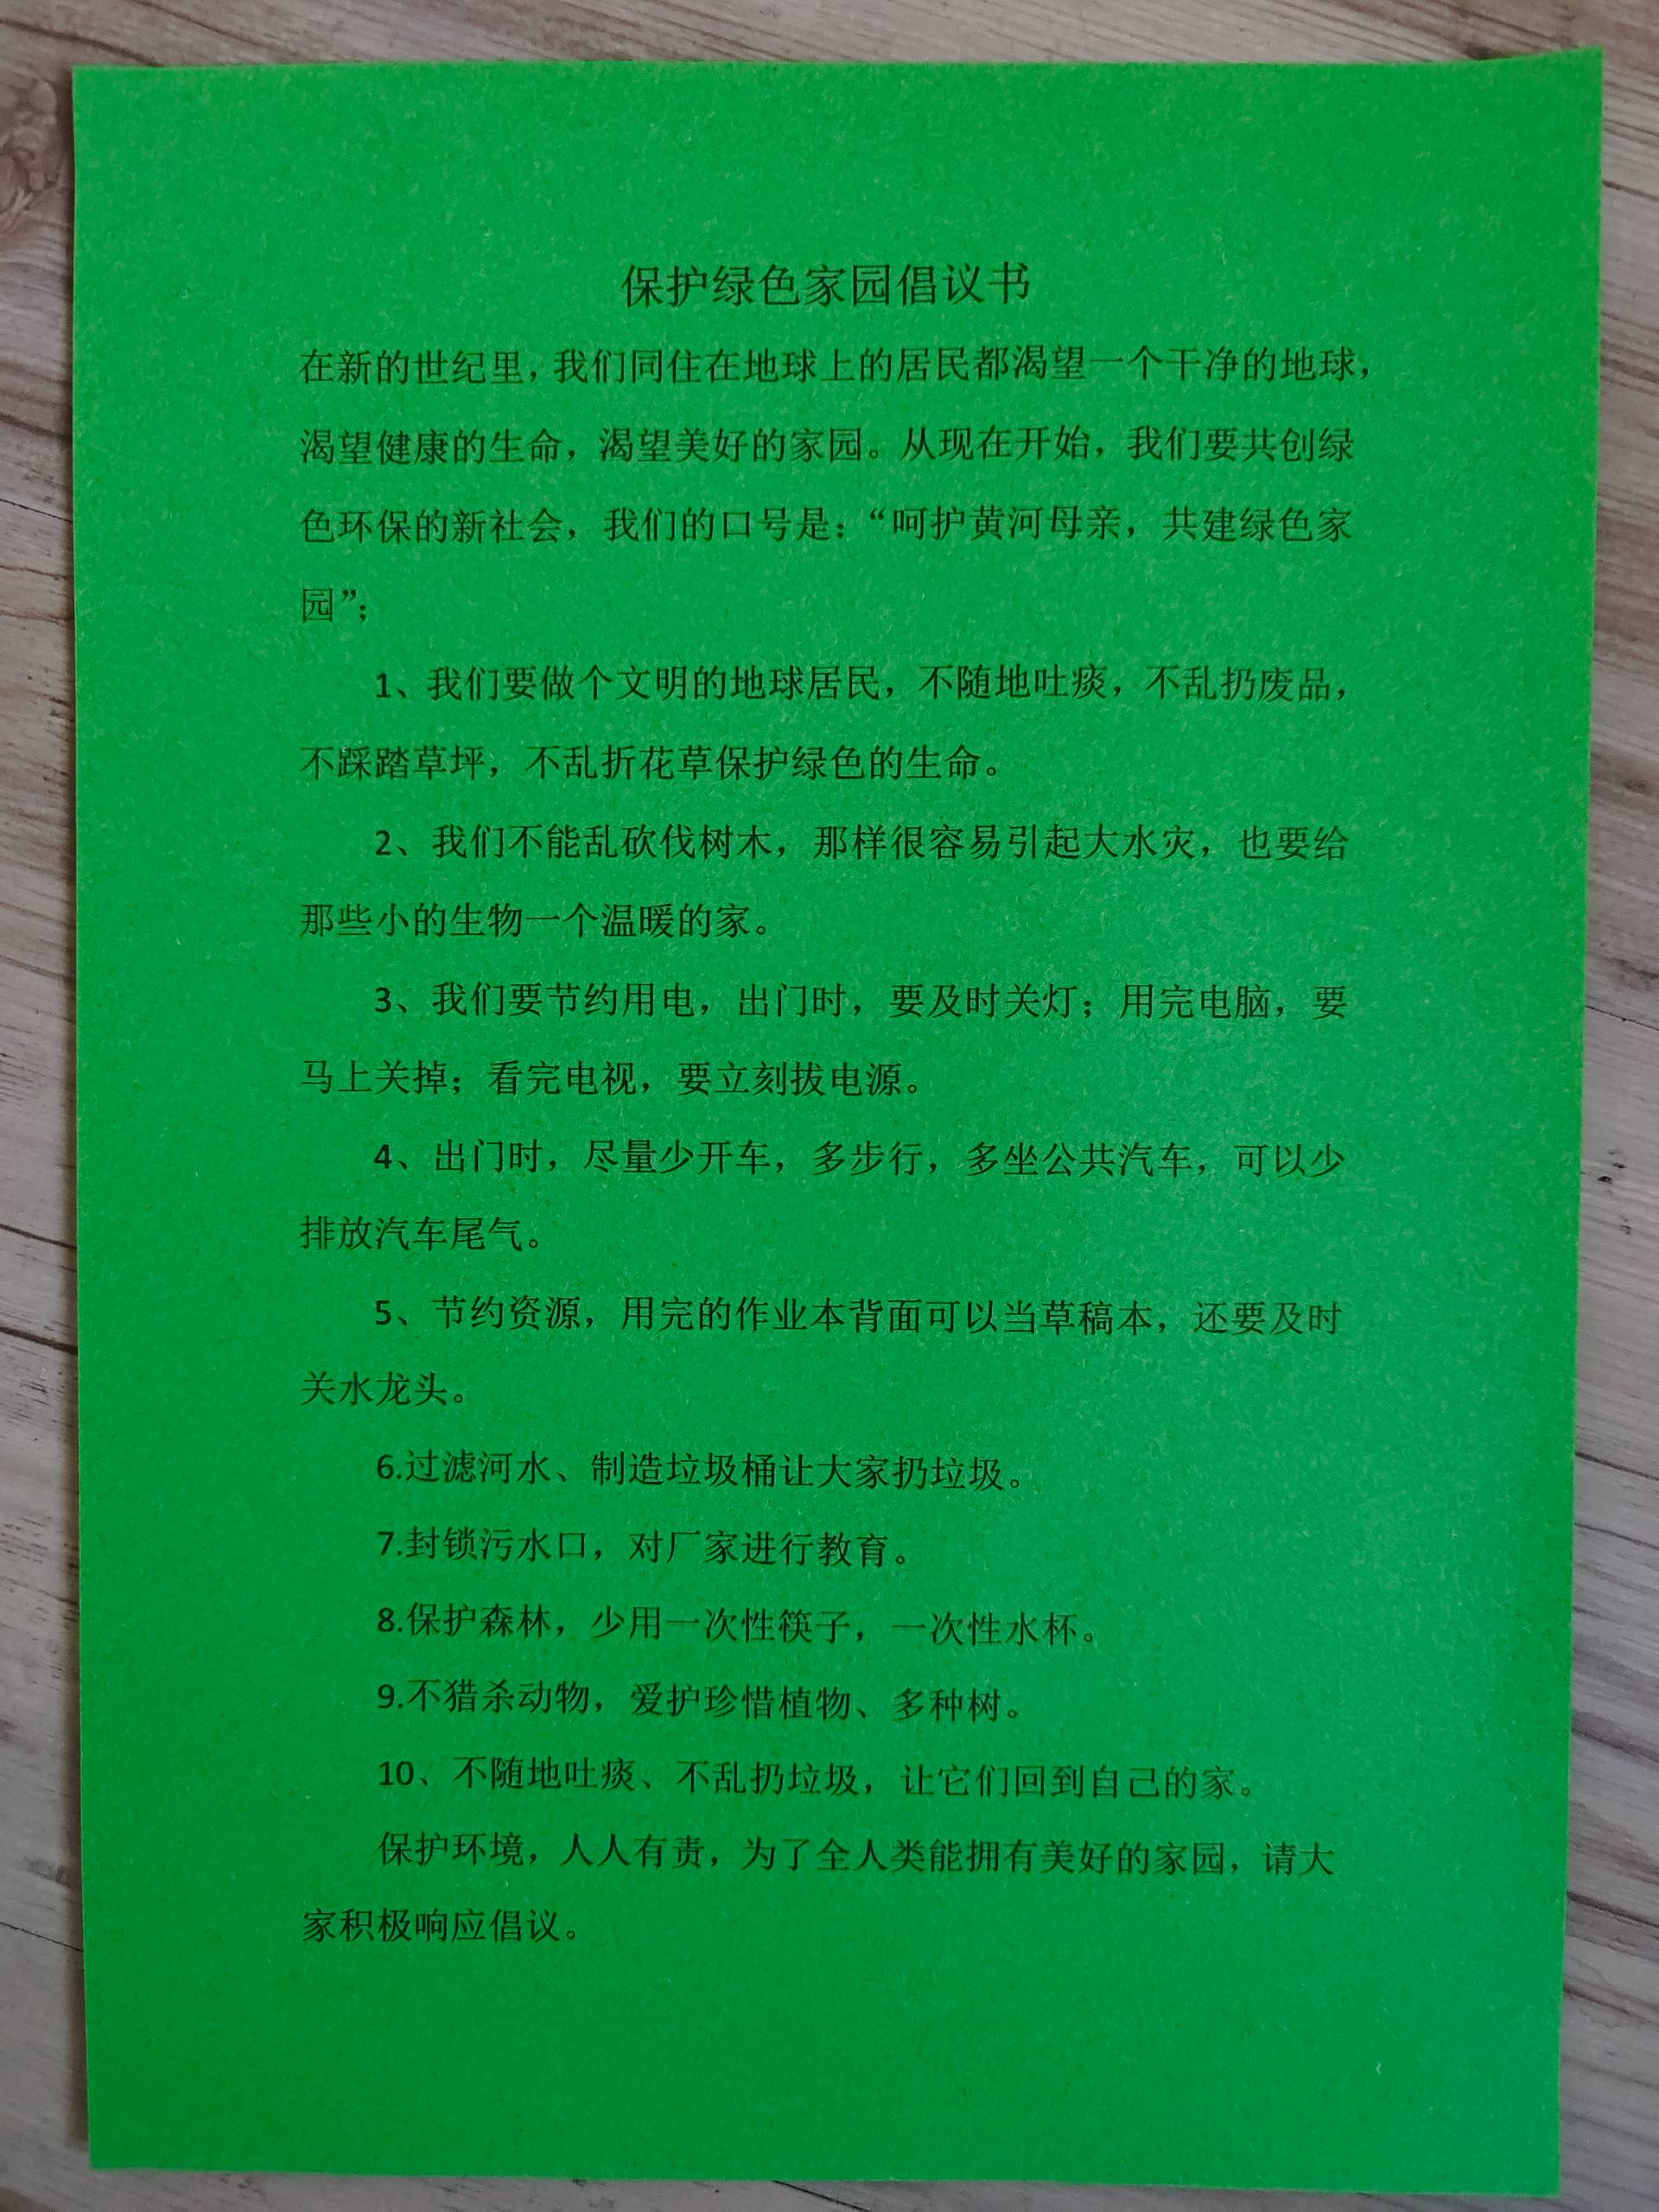 保护绿色家园倡议书
在新的世纪里，我们同住在地球上的居民都渴望一个干净的地球，
渴望健康的生命，渴望美好的家园。从现在开始，我们要共创绿
色环保的新社会，我们的口号是：“呵护黄河母亲，共建绿色家
园”；
1、我们要做个文明的地球居民，不随地吐痰，不乱扔废品，
不踩踏草坪，不乱折花草保护绿色的生命。
2、我们不能乱砍伐树木，那样很容易引起大水灾，也要给
那些小的生物一个温暖的家。
3、我们要节约用电，出门时，要及时关灯；用完电脑，要
马上关掉；看完电视，要立刻拔电源。
4、出门时，尽量少开车，多步行，多坐公共汽车，可以少
排放汽车尾气。
5、节约资源，用完的作业本背面可以当草稿本，还要及时
关水龙头。
6.过滤河水、制造垃圾桶让大家扔垃圾。
7.封锁污水口，对厂家进行教育。
8.保护森林，少用一次性筷子，一次性水杯。
9.不猎杀动物，爱护珍惜植物、多种树。
10、不随地吐痰、不乱扔垃圾，让它们回到自己的家。
保护环境，人人有责，为了全人类能拥有美好的家园，请大
家积极响应倡议。